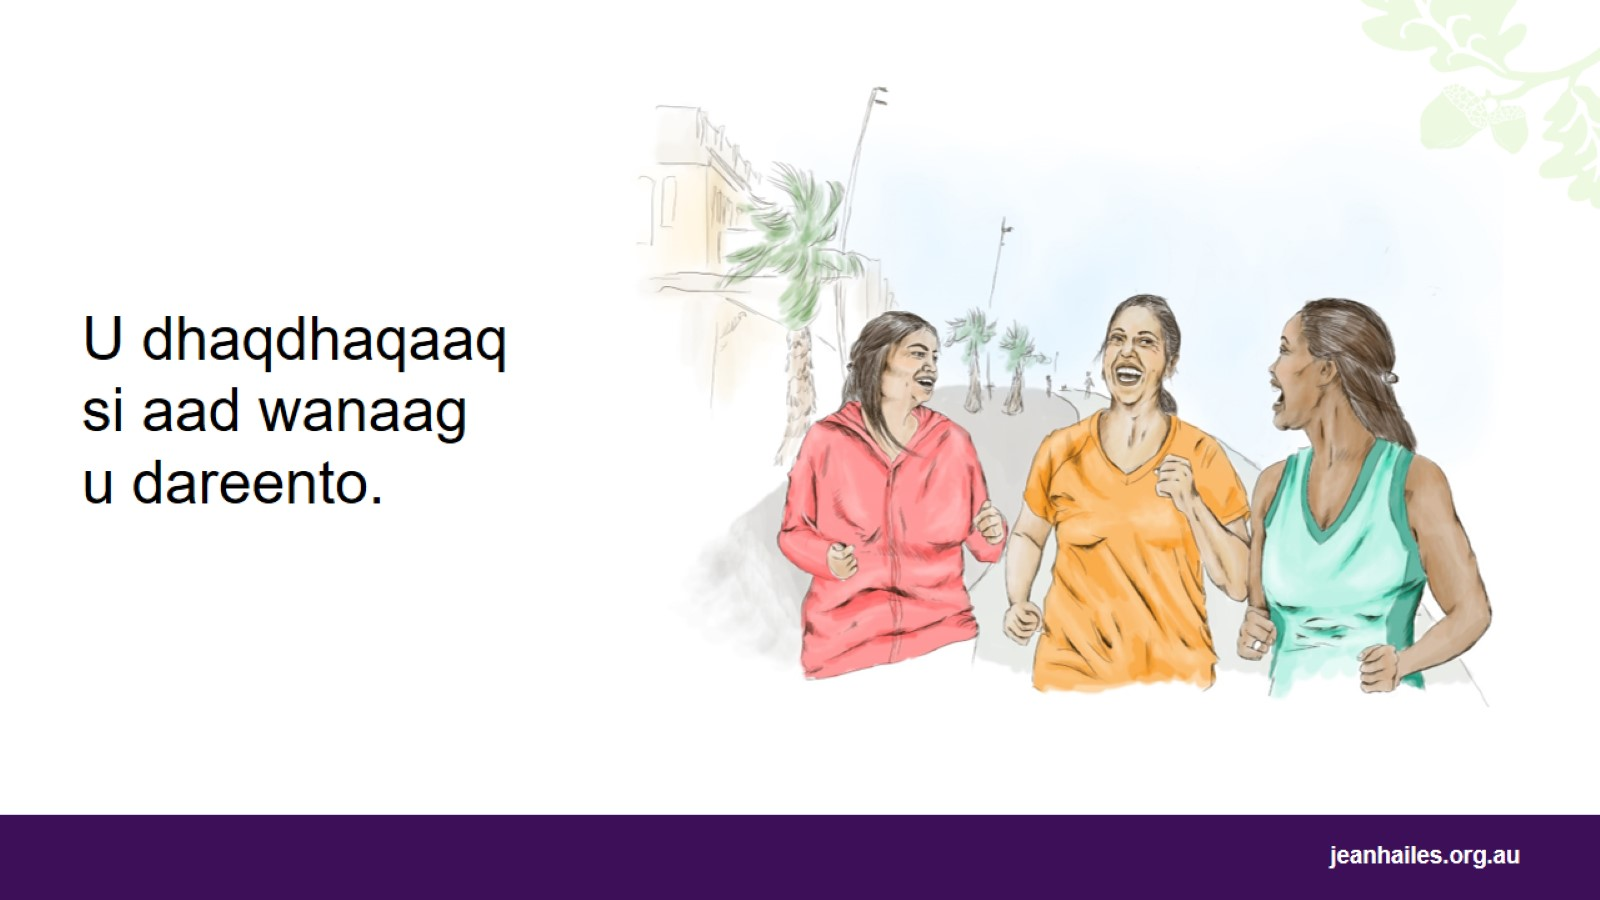 U dhaqdhaqaaq
si aad wanaag
u dareento.
jeanhailes.org.au